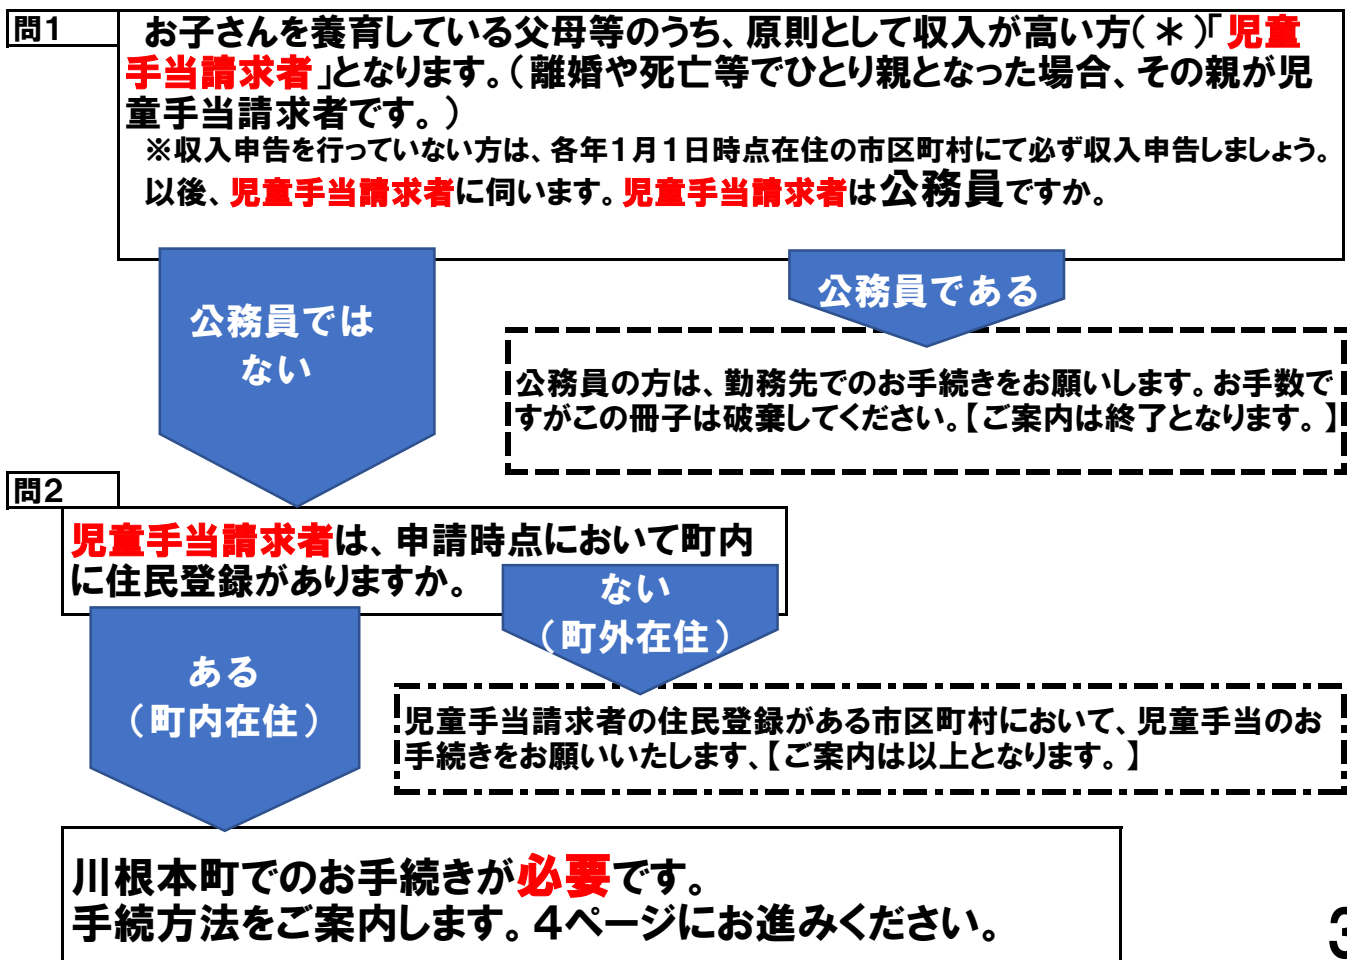 問1
お子さんを養育している父母等のうち、原則として収入が高い方(＊)「児童
手当請求者」となります。(離婚や死亡等でひとり親となった場合、その親が児
童手当請求者です。)
※収入申告を行っていない方は、各年1月1日時点在住の市区町村にて必ず収入申告しましょう。
以後、児童手当請求者に伺います。児童手当請求者は公務員ですか。
公務員では
ない
公務員である
公務員の方は、勤務先でのお手続きをお願いします。お手数で
すがこの冊子は破棄してください。【ご案内は終了となります。】
問2
児童手当請求者は、申請時点において町内
に住民登録がありますか。
ない
(町外在住)
ある
(町内在住)
児童手当請求者の住民登録がある市区町村において、児童手当のお
手続きをお願いいたします、【ご案内は以上となります。】
川根本町でのお手続きが必要です。
手続方法をご案内します。4ページにお進みください。
3